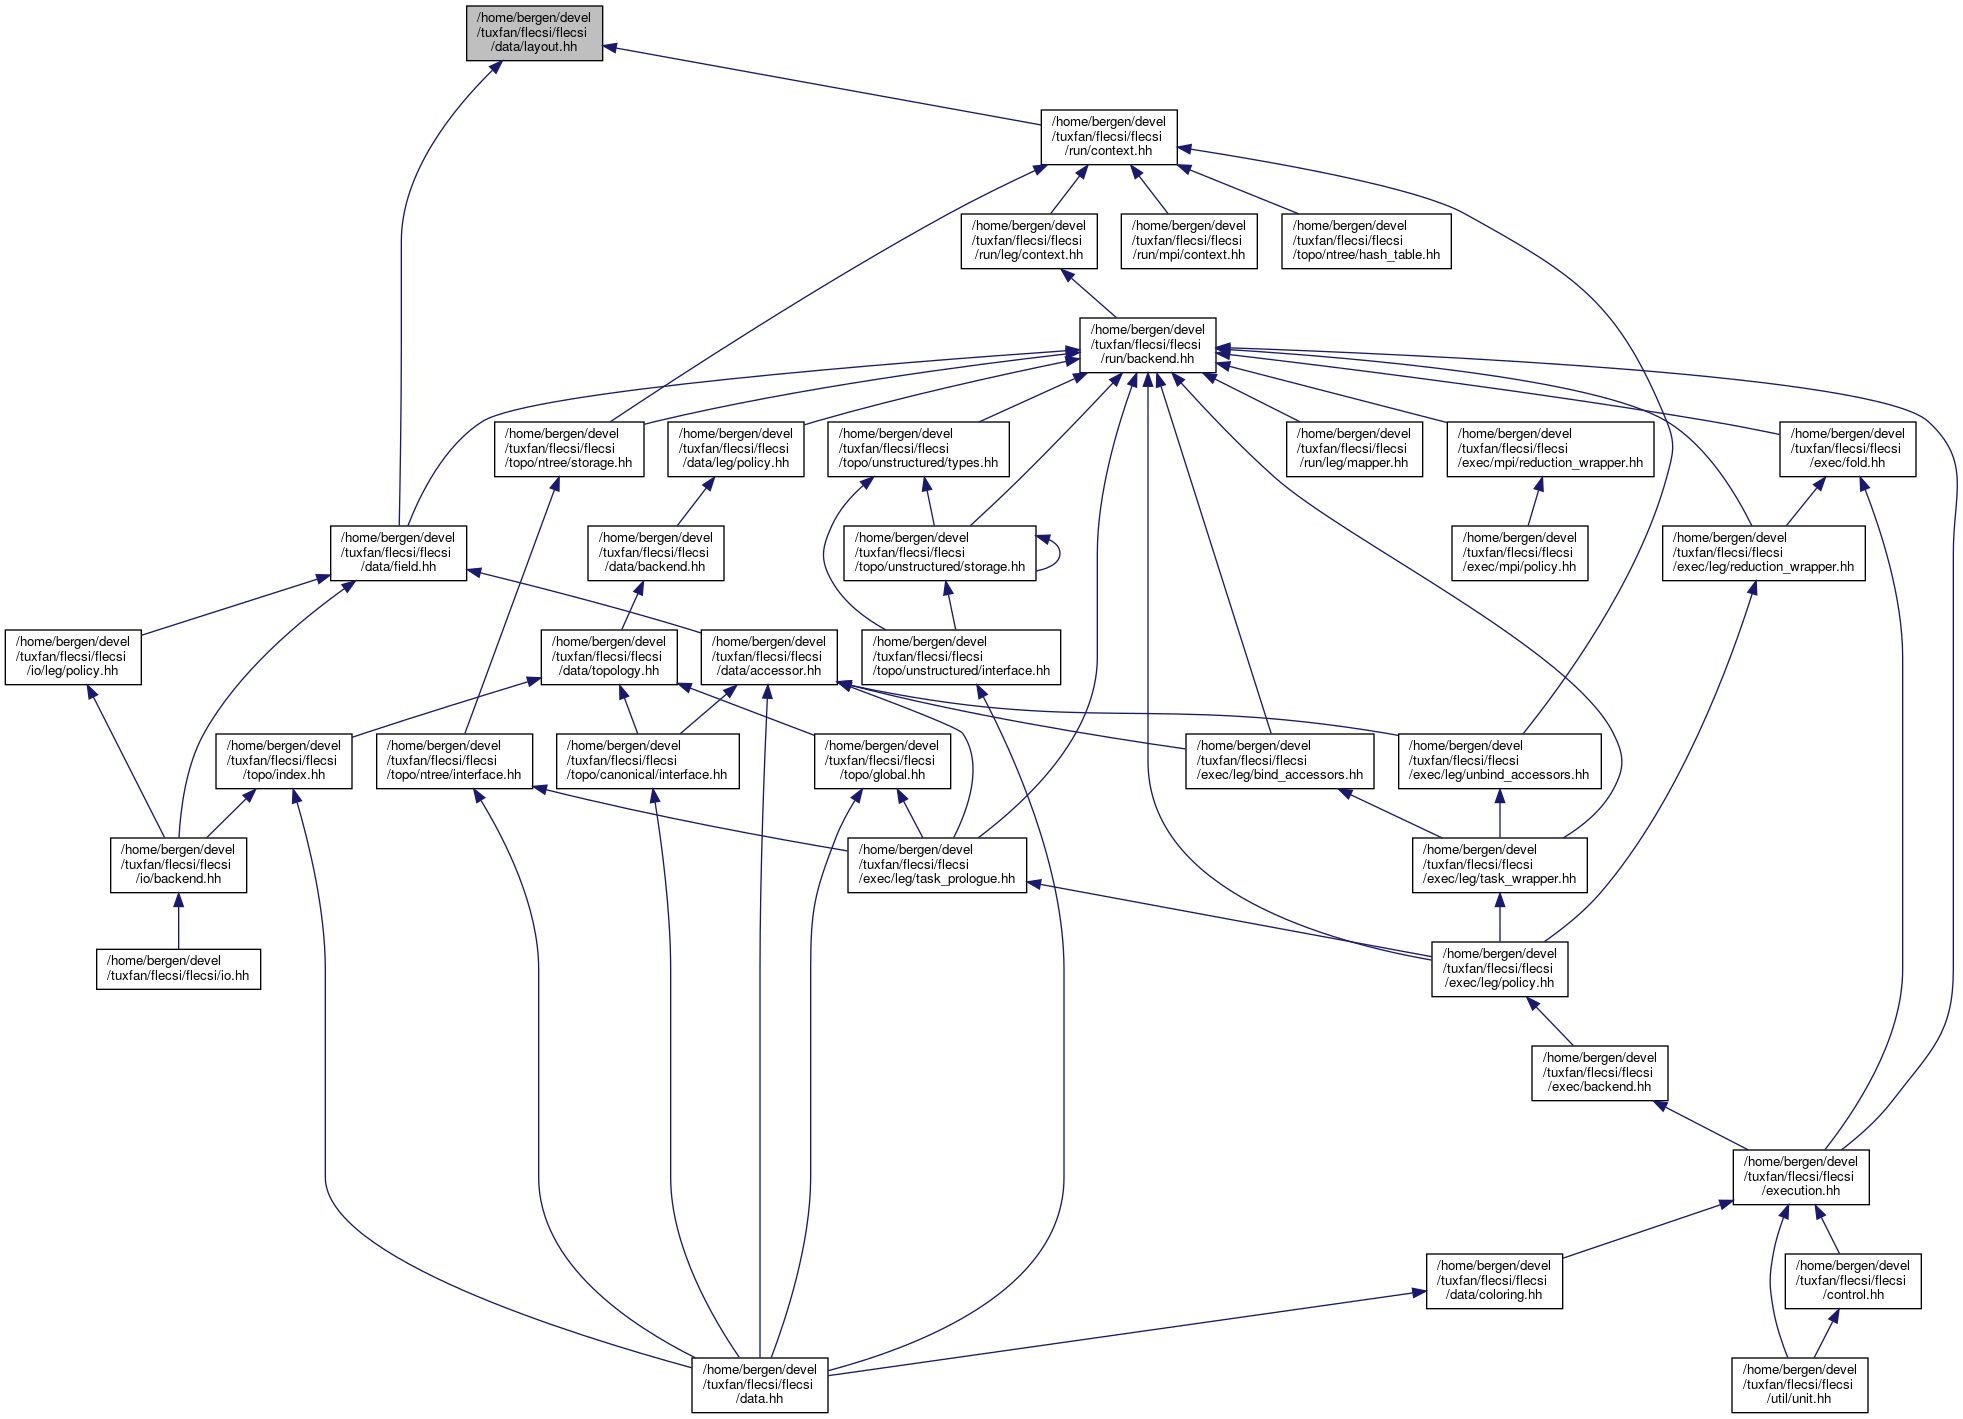 /home/bergen/devel
/tuxfan/flecsi/flecsi
/data/layout.hh
/home/bergen/devel
/tuxfan/flecsi/flecsi
/run/context.hh
/home/bergen/devel
/tuxfan/flecsi/flecsi
/run/leg/context.hh
/home/bergen/devel
/tuxfan/flecsi/flecsi
/run/mpi/context.hh
/home/bergen/devel
/tuxfan/flecsi/flecsi
/topo/ntree/hash_table.hh
/home/bergen/devel
/tuxfan/flecsi/flecsi
/run/backend.hh
/home/bergen/devel
/tuxfan/flecsi/flecsi
/topo/ntree/storage.hh
/home/bergen/devel
/tuxfan/flecsi/flecsi
/data/leg/policy.hh
/home/bergen/devel
/tuxfan/flecsi/flecsi
/topo/unstructured/types.hh
/home/bergen/devel
/tuxfan/flecsi/flecsi
/run/leg/mapper.hh
/home/bergen/devel
/tuxfan/flecsi/flecsi
/exec/mpi/reduction_wrapper.hh
/home/bergen/devel
/tuxfan/flecsi/flecsi
/exec/fold.hh
/home/bergen/devel
/tuxfan/flecsi/flecsi
/data/field.hh
/home/bergen/devel
/tuxfan/flecsi/flecsi
/data/backend.hh
/home/bergen/devel
/tuxfan/flecsi/flecsi
/topo/unstructured/storage.hh
/home/bergen/devel
/tuxfan/flecsi/flecsi
/exec/mpi/policy.hh
/home/bergen/devel
/tuxfan/flecsi/flecsi
/exec/leg/reduction_wrapper.hh
/home/bergen/devel
/tuxfan/flecsi/flecsi
/io/leg/policy.hh
/home/bergen/devel
/tuxfan/flecsi/flecsi
/data/topology.hh
/home/bergen/devel
/tuxfan/flecsi/flecsi
/data/accessor.hh
/home/bergen/devel
/tuxfan/flecsi/flecsi
/topo/unstructured/interface.hh
/home/bergen/devel
/tuxfan/flecsi/flecsi
/topo/index.hh
/home/bergen/devel
/tuxfan/flecsi/flecsi
/topo/ntree/interface.hh
/home/bergen/devel
/tuxfan/flecsi/flecsi
/topo/canonical/interface.hh
/home/bergen/devel
/tuxfan/flecsi/flecsi
/topo/global.hh
/home/bergen/devel
/tuxfan/flecsi/flecsi
/exec/leg/bind_accessors.hh
/home/bergen/devel
/tuxfan/flecsi/flecsi
/exec/leg/unbind_accessors.hh
/home/bergen/devel
/tuxfan/flecsi/flecsi
/io/backend.hh
/home/bergen/devel
/tuxfan/flecsi/flecsi
/exec/leg/task_prologue.hh
/home/bergen/devel
/tuxfan/flecsi/flecsi
/exec/leg/task_wrapper.hh
/home/bergen/devel
/tuxfan/flecsi/flecsi/io.hh
/home/bergen/devel
/tuxfan/flecsi/flecsi
/exec/leg/policy.hh
/home/bergen/devel
/tuxfan/flecsi/flecsi
/exec/backend.hh
/home/bergen/devel
/tuxfan/flecsi/flecsi
/execution.hh
/home/bergen/devel
/tuxfan/flecsi/flecsi
/data/coloring.hh
/home/bergen/devel
/tuxfan/flecsi/flecsi
/control.hh
/home/bergen/devel
/tuxfan/flecsi/flecsi
/data.hh
/home/bergen/devel
/tuxfan/flecsi/flecsi
/util/unit.hh